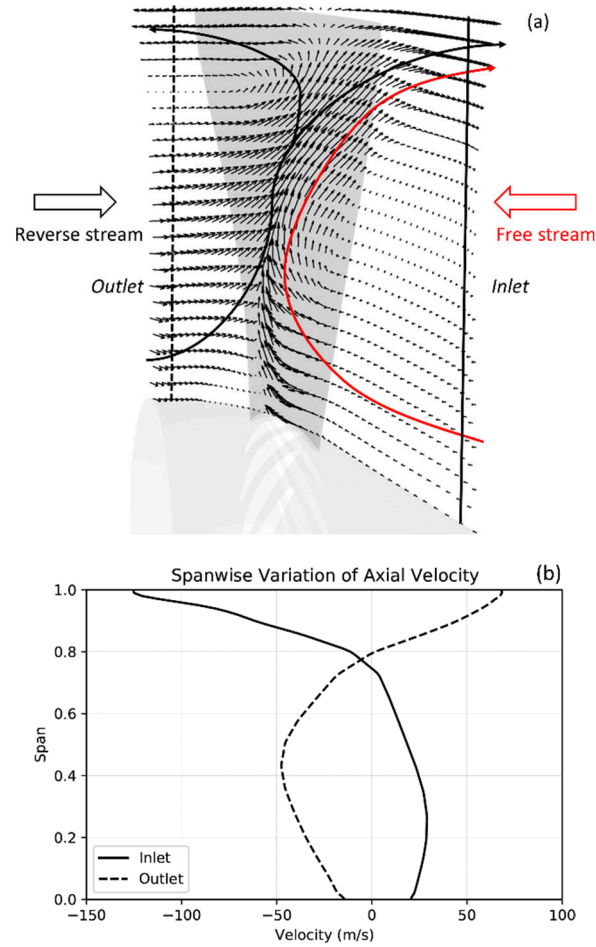 (a)
Reverse stream
Free stream
Outlet
Inlet
Spanwise Variation of Axial Velocity
(b)
1.0
0.8
0.6
0.4
0.2
0.0
Span
Inlet
Outlet
−150
−100
−50
0
50
100
Velocity (m/s)